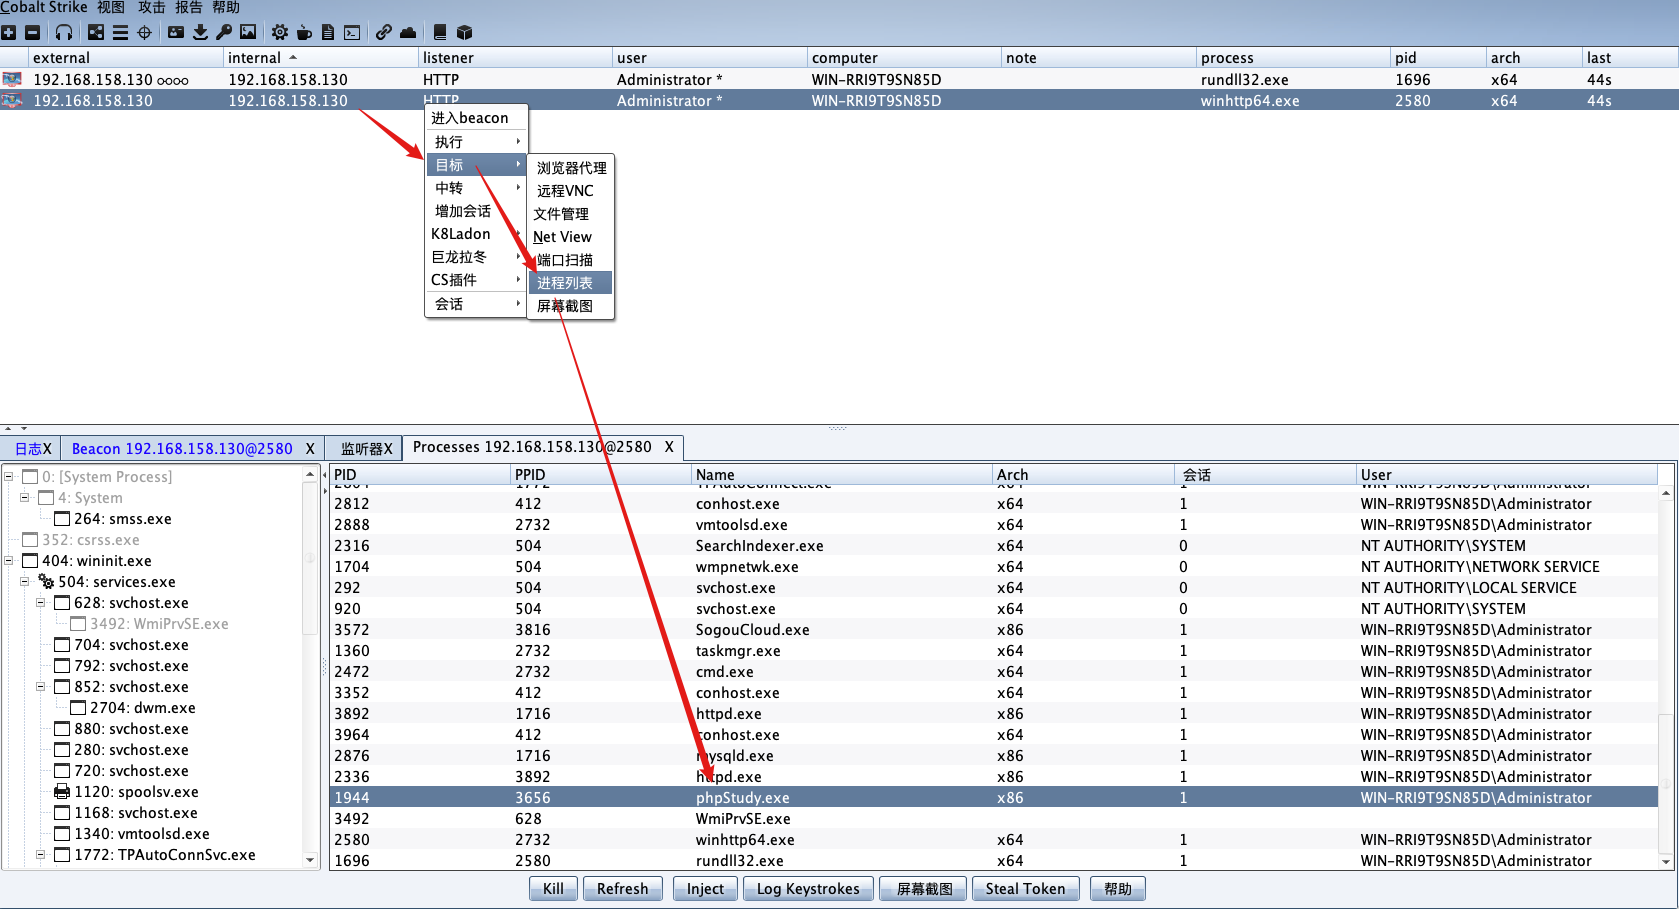 Cobalt Strike 视图 攻击 报告 帮助
external internal listener user computer note process pid arch last
192.168.158.130 ∞∞ 192.168.158.130 HTTP Administrator * WIN-RRI9T9SN85D rundll32.exe 1696 x64 44s
192.168.158.130 192.168.158.130 HTTP Administrator * WIN-RRI9T9SN85D winhttp64.exe 2580 x64 44s
进入beacon
执行
目标
中转
增加会话
K8Ladon
巨龙拉冬
CS插件
会话
浏览器代理
远程VNC
文件管理
Net View
端口扫描
进程列表
屏幕截图
日志X Beacon 192.168.158.130@2580 X 监听器X Processes 192.168.158.130@2580 X
0: [System Process]
4: System
264: smss.exe
352: csrss.exe
404: wininit.exe
504: services.exe
628: svchost.exe
3492: WmiPrvSE.exe
704: svchost.exe
792: svchost.exe
852: svchost.exe
2704: dwm.exe
880: svchost.exe
280: svchost.exe
720: svchost.exe
1120: spoolsv.exe
1168: svchost.exe
1340: vmtoolsd.exe
1772: TPAutoConnSvc.exe
PID PPID Name Arch 会话 User
2812 412 conhost.exe x64 1 WIN-RRI9T9SN85D\Administrator
2888 2732 vmtoolsd.exe x64 1 WIN-RRI9T9SN85D\Administrator
2316 504 SearchIndexer.exe x64 0 NT AUTHORITY\SYSTEM
1704 504 wmpnetwk.exe x64 0 NT AUTHORITY\NETWORK SERVICE
292 504 svchost.exe x64 0 NT AUTHORITY\LOCAL SERVICE
920 504 svchost.exe x64 0 NT AUTHORITY\SYSTEM
3572 3816 SogouCloud.exe x86 1 WIN-RRI9T9SN85D\Administrator
1360 2732 taskmgr.exe x64 1 WIN-RRI9T9SN85D\Administrator
2472 2732 cmd.exe x64 1 WIN-RRI9T9SN85D\Administrator
3352 412 conhost.exe x64 1 WIN-RRI9T9SN85D\Administrator
3892 1716 httpd.exe x86 1 WIN-RRI9T9SN85D\Administrator
3964 412 conhost.exe x64 1 WIN-RRI9T9SN85D\Administrator
2876 1716 mysqld.exe x86 1 WIN-RRI9T9SN85D\Administrator
2336 3892 httpd.exe x86 1 WIN-RRI9T9SN85D\Administrator
1944 3656 phpStudy.exe x86 1 WIN-RRI9T9SN85D\Administrator
3492 628 WmiPrvSE.exe
2580 2732 winhttp64.exe x64 1 WIN-RRI9T9SN85D\Administrator
1696 2580 rundll32.exe x64 1 WIN-RRI9T9SN85D\Administrator
Kill Refresh Inject Log Keystrokes 屏幕截图 Steal Token 帮助